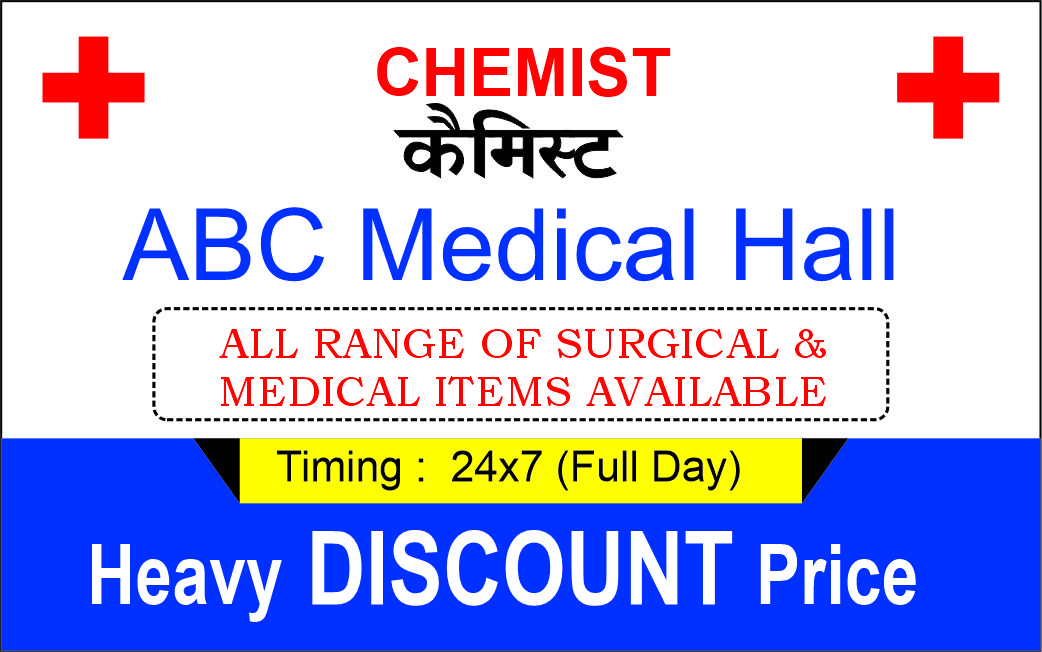 CHEMIST
कैमिस्ट
ABC Medical Hall
ALL RANGE OF SURGICAL &
MEDICAL ITEMS AVAILABLE
Timing : 24x7 (Full Day)
Heavy DISCOUNT Price